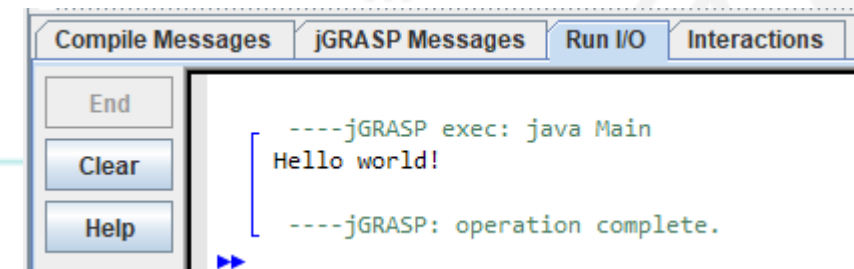 Compile Messages jGRASP Messages Run I/O Interactions
End
Clear
Help
----jGRASP exec: java Main
Hello world!
----jGRASP: operation complete.